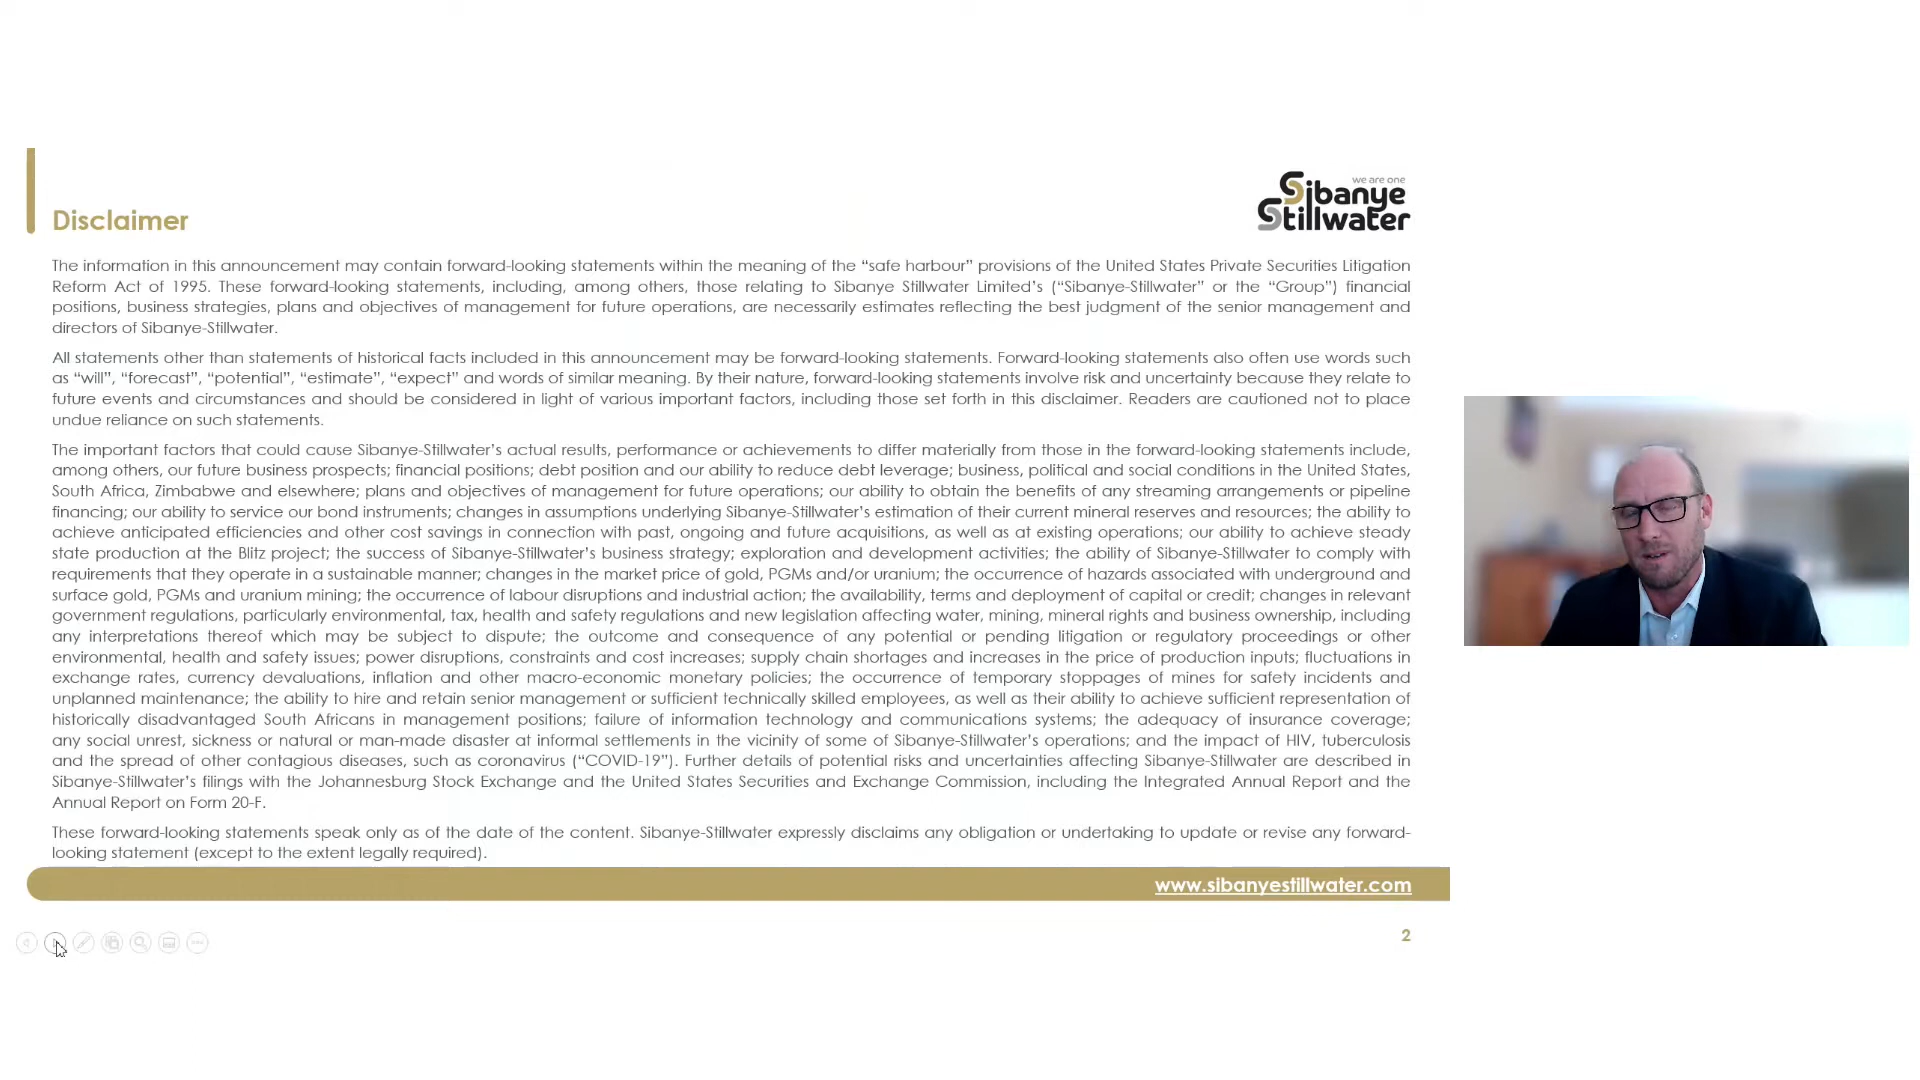 we are one
Sibanye
Stillwater
Disclaimer
The information in this announcement may contain forward-looking statements within the meaning of the “safe harbour” provisions of the United States Private Securities Litigation
Reform Act of 1995. These forward-looking statements, including, among others, those relating to Sibanye Stillwater Limited’s (“Sibanye-Stillwater” or the “Group”) financial
positions, business strategies, plans and objectives of management for future operations, are necessarily estimates reflecting the best judgment of the senior management and
directors of Sibanye-Stillwater.
All statements other than statements of historical facts included in this announcement may be forward-looking statements. Forward-looking statements also often use words such
as “will”, “forecast”, “potential”, “estimate”, “expect” and words of similar meaning. By their nature, forward-looking statements involve risk and uncertainty because they relate to
future events and circumstances and should be considered in light of various important factors, including those set forth in this disclaimer. Readers are cautioned not to place
undue reliance on such statements.
The important factors that could cause Sibanye-Stillwater’s actual results, performance or achievements to differ materially from those in the forward-looking statements include,
among others, our future business prospects; financial positions; debt position and our ability to reduce debt leverage; business, political and social conditions in the United States,
South Africa, Zimbabwe and elsewhere; plans and objectives of management for future operations; our ability to obtain the benefits of any streaming arrangements or pipeline
financing; our ability to service our bond instruments; changes in assumptions underlying Sibanye-Stillwater’s estimation of their current mineral reserves and resources; the ability to
achieve anticipated efficiencies and other cost savings in connection with past, ongoing and future acquisitions, as well as at existing operations; our ability to achieve steady
state production at the Blitz project; the success of Sibanye-Stillwater’s business strategy; exploration and development activities; the ability of Sibanye-Stillwater to comply with
requirements that they operate in a sustainable manner; changes in the market price of gold, PGMs and/or uranium; the occurrence of hazards associated with underground and
surface gold, PGMs and uranium mining; the occurrence of labour disruptions and industrial action; the availability, terms and deployment of capital or credit; changes in relevant
government regulations, particularly environmental, tax, health and safety regulations and new legislation affecting water, mining, mineral rights and business ownership, including
any interpretations thereof which may be subject to dispute; the outcome and consequence of any potential or pending litigation or regulatory proceedings or other
environmental, health and safety issues; power disruptions, constraints and cost increases; supply chain shortages and increases in the price of production inputs; fluctuations in
exchange rates, currency devaluations, inflation and other macro-economic monetary policies; the occurrence of temporary stoppages of mines for safety incidents and
unplanned maintenance; the ability to hire and retain senior management or sufficient technically skilled employees, as well as their ability to achieve sufficient representation of
historically disadvantaged South Africans in management positions; failure of information technology and communications systems; the adequacy of insurance coverage;
any social unrest, sickness or natural or man-made disaster at informal settlements in the vicinity of some of Sibanye-Stillwater’s operations; and the impact of HIV, tuberculosis
and the spread of other contagious diseases, such as coronavirus (“COVID-19”). Further details of potential risks and uncertainties affecting Sibanye-Stillwater are described in
Sibanye-Stillwater’s filings with the Johannesburg Stock Exchange and the United States Securities and Exchange Commission, including the Integrated Annual Report and the
Annual Report on Form 20-F.
These forward-looking statements speak only as of the date of the content. Sibanye-Stillwater expressly disclaims any obligation or undertaking to update or revise any forward-
looking statement (except to the extent legally required).
www.sibanyestillwater.com
2